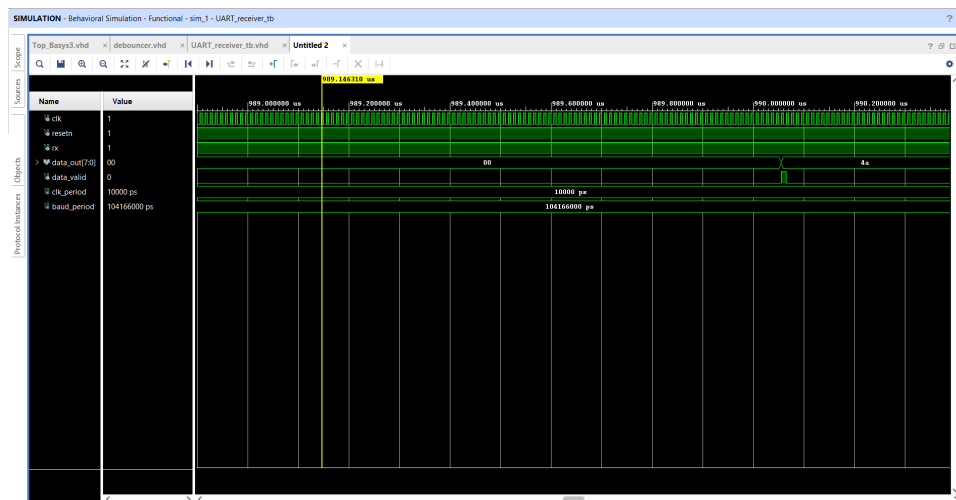 SIMULATION - Behavioral Simulation - Functional - sim_1 - UART_receiver_tb ?
Scope
Sources
Objects
Protocol Instances
Top_Basys3.vhd × debouncer.vhd × UART_receiver_tb.vhd × Untitled 2 × ?
989.146310 us
Name Value
989.000000 us 989.200000 us 989.400000 us 989.600000 us 989.800000 us 990.000000 us 990.200000 us
clk 1
resetn 1
rx 1
data_out[7:0] 00 00 4a
data_valid 0
clk_period 10000 ps 10000 ps
baud_period 104166000 ps 104166000 ps